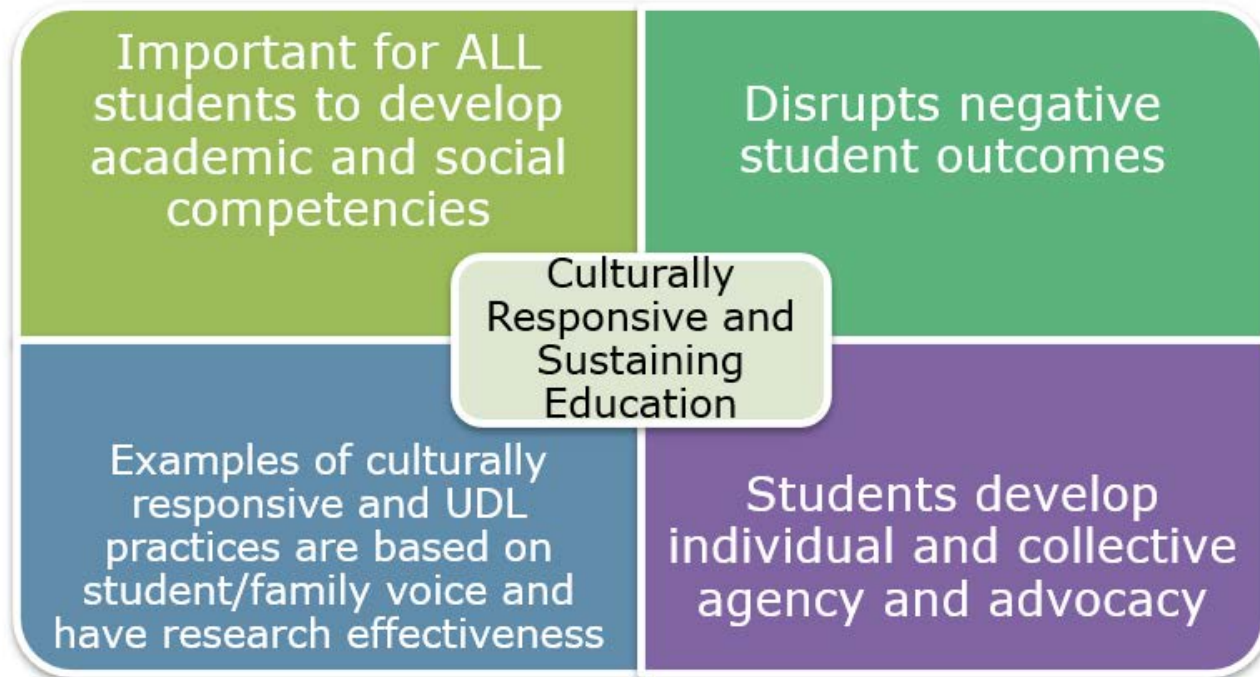 Important for ALL
students to develop
academic and social
competencies
Disrupts negative
student outcomes
Culturally
Responsive and
Sustaining
Education
Examples of culturally
responsive and UDL
practices are based on
student/family voice and
have research effectiveness
Students develop
individual and collective
agency and advocacy